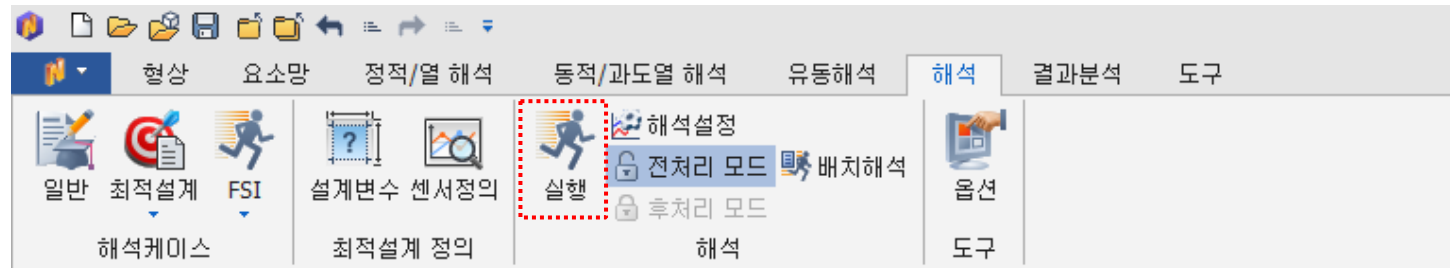 형상 요소망 정적/열 해석 동적/과도열 해석 유동해석 해석 결과분석 도구
일반 최적설계 FSI
해석케이스
? 설계변수 센서정의
최적설계 정의
실행
해석설정
전처리 모드
후처리 모드
배치해석
해석
옵션
도구